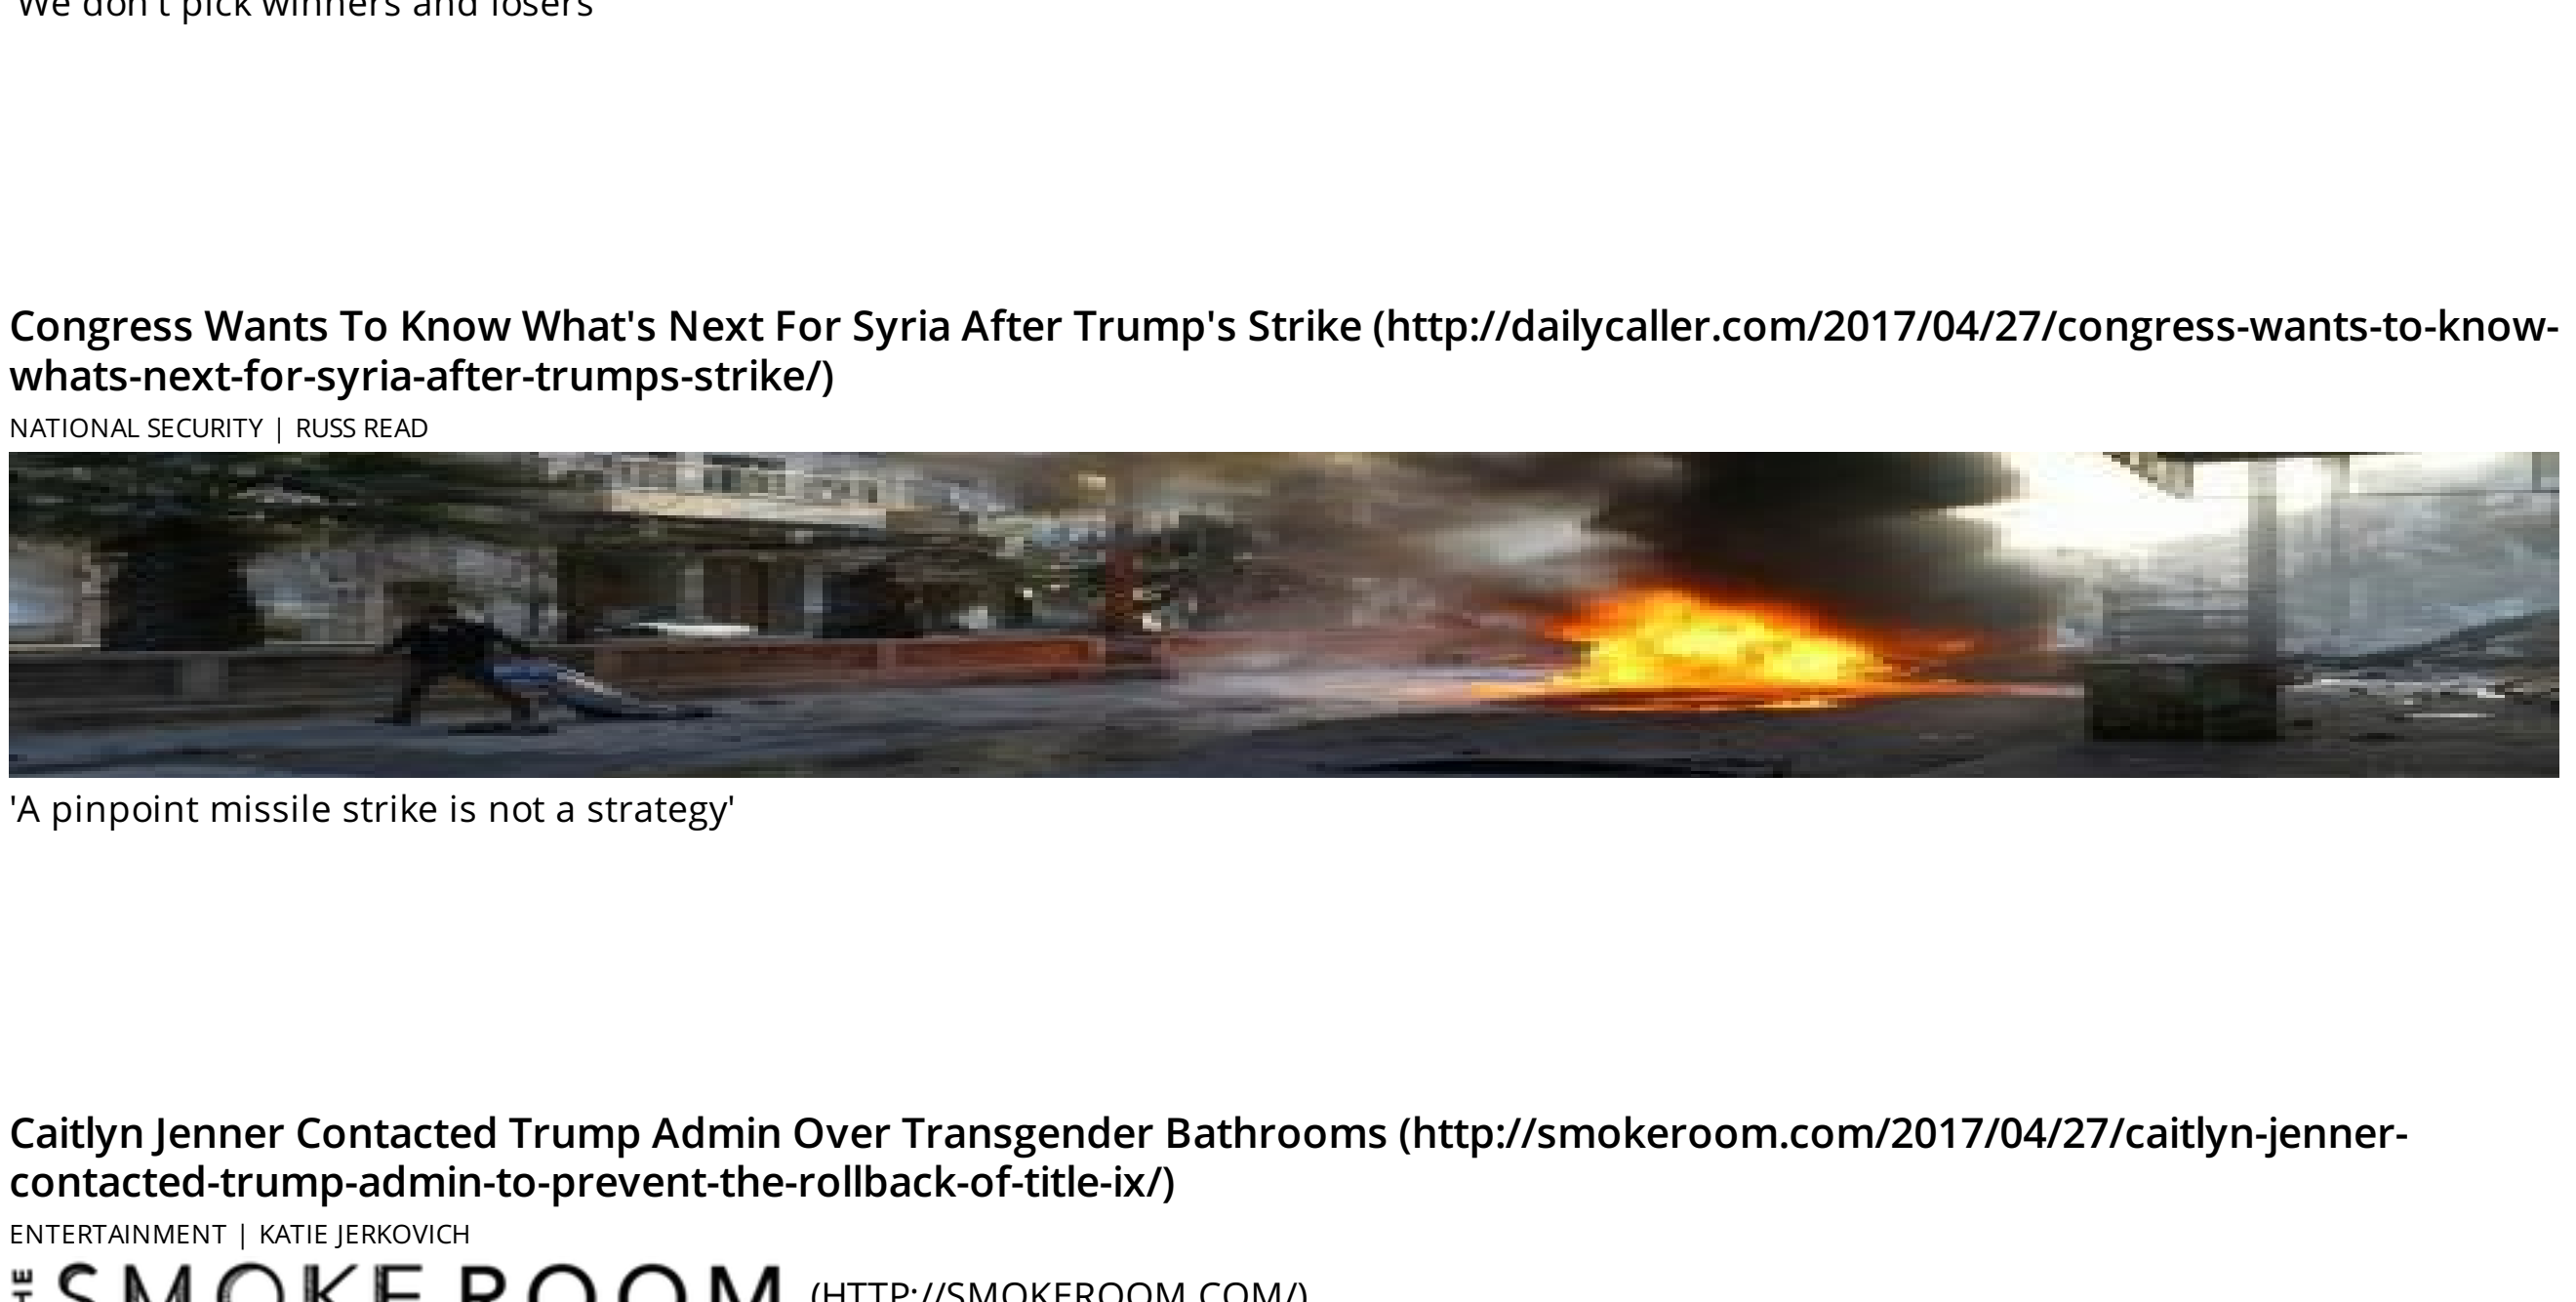 'We don't pick winners and losers'
Congress Wants To Know What's Next For Syria After Trump's Strike (http://dailycaller.com/2017/04/27/congress-wants-to-know-
whats-next-for-syria-after-trumps-strike/)
NATIONAL SECURITY | RUSS READ
'A pinpoint missile strike is not a strategy'
Caitlyn Jenner Contacted Trump Admin Over Transgender Bathrooms (http://smokeroom.com/2017/04/27/caitlyn-jenner-
contacted-trump-admin-to-prevent-the-rollback-of-title-ix/)
ENTERTAINMENT | KATIE JERKOVICH
THE SMOKE ROOM (HTTP://SMOKEROOM.COM/)